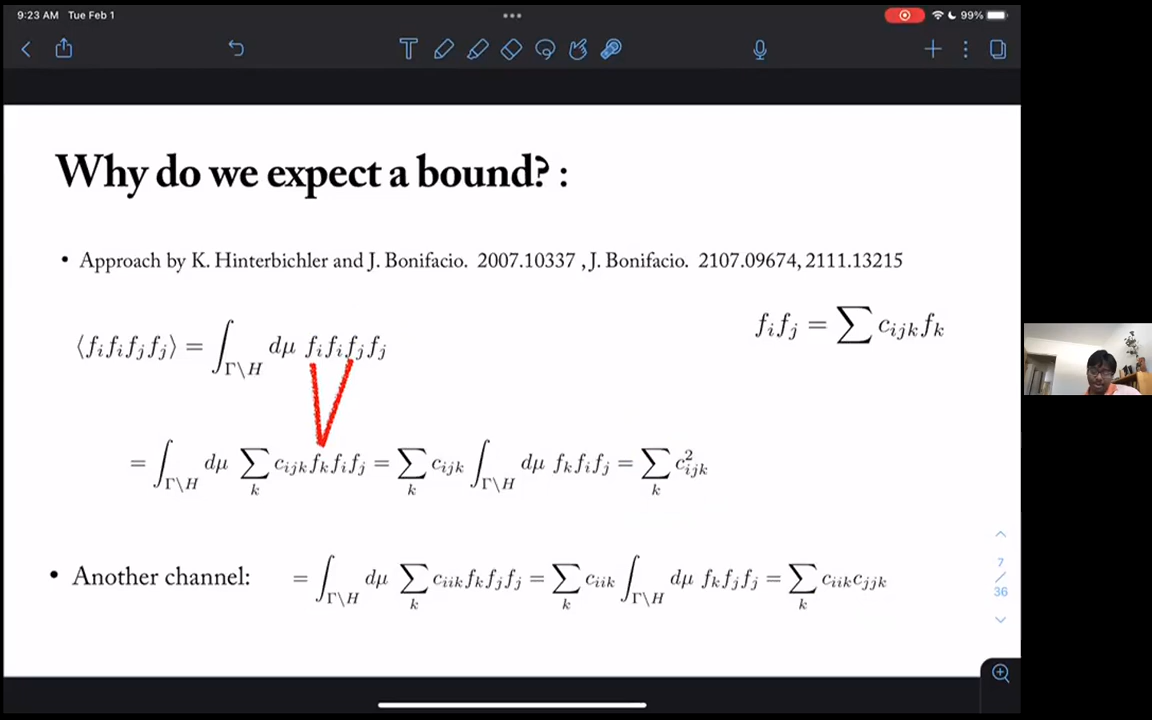 9:23 AM Tue Feb 1
99%
Why do we expect a bound? :
• Approach by K. Hinterbichler and J. Bonifacio. 2007.10337 , J. Bonifacio. 2107.09674, 2111.13215
⟨f_i f_i f_j f_j⟩ = ∫_{Γ\H} dμ f_i f_i f_j f_j
f_i f_j = ∑ c_{ijk} f_k
= ∫_{Γ\H} dμ ∑_k c_{ijk} f_k f_i f_j = ∑_k c_{ijk} ∫_{Γ\H} dμ f_k f_i f_j = ∑_k c_{ijk}^2
• Another channel: = ∫_{Γ\H} dμ ∑_k c_{iik} f_k f_j f_j = ∑_k c_{iik} ∫_{Γ\H} dμ f_k f_j f_j = ∑_k c_{iik} c_{jjk}
7
/
36